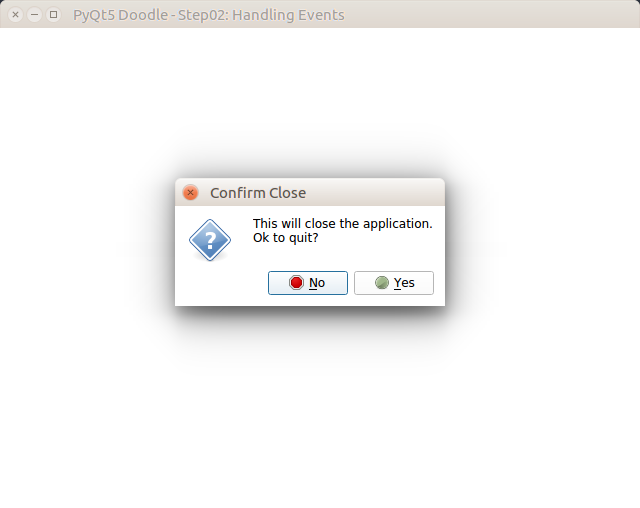 PyQt5 Doodle - Step02: Handling Events
Confirm Close
This will close the application.
Ok to quit?
No
Yes